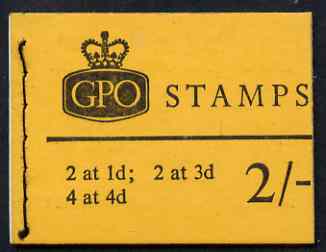 GPO STAMPS
2 at 1d; 2 at 3d
4 at 4d
2/-